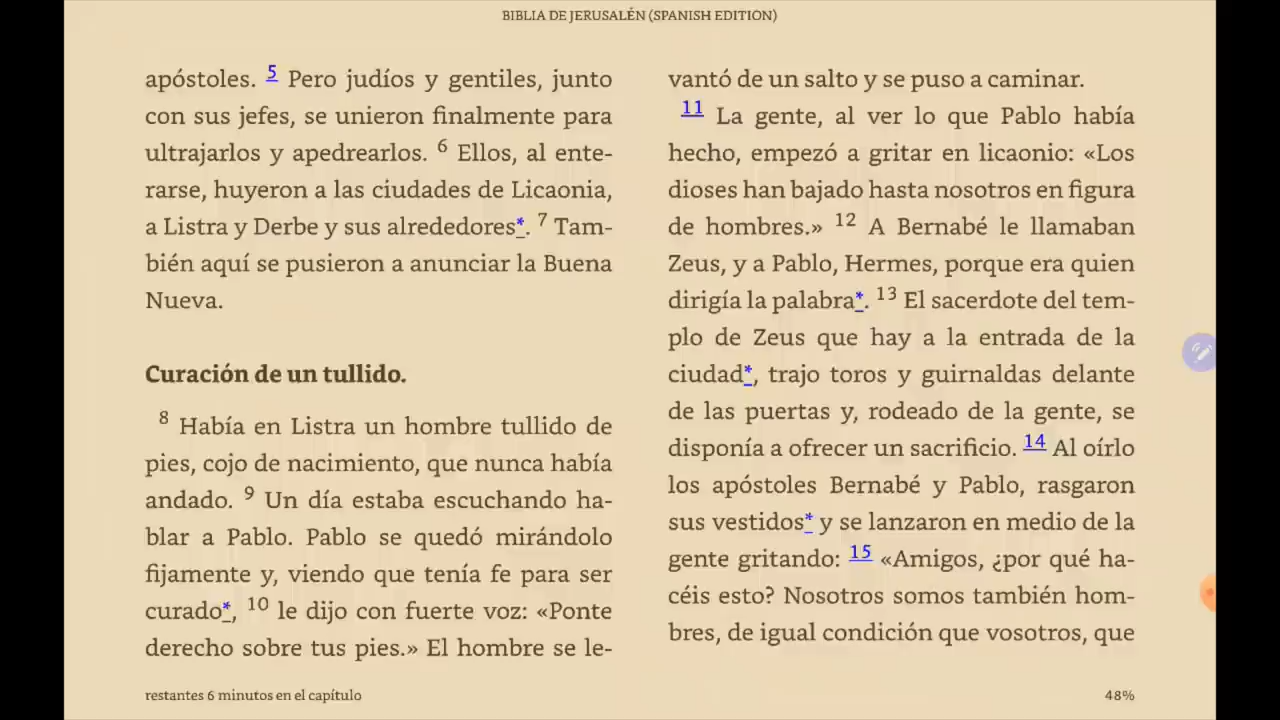 BIBLIA DE JERUSALÉN (SPANISH EDITION)
apóstoles. 5 Pero judíos y gentiles, junto
con sus jefes, se unieron finalmente para
ultrajarlos y apedrearlos. 6 Ellos, al ente-
rarse, huyeron a las ciudades de Licaonia,
a Listra y Derbe y sus alrededores*. 7 Tam-
bién aquí se pusieron a anunciar la Buena
Nueva.
Curación de un tullido.
8 Había en Listra un hombre tullido de
pies, cojo de nacimiento, que nunca había
andado. 9 Un día estaba escuchando ha-
blar a Pablo. Pablo se quedó mirándolo
fijamente y, viendo que tenía fe para ser
curado*, 10 le dijo con fuerte voz: «Ponte
derecho sobre tus pies.» El hombre se le-
vantó de un salto y se puso a caminar.
11 La gente, al ver lo que Pablo había
hecho, empezó a gritar en licaonio: «Los
dioses han bajado hasta nosotros en figura
de hombres.» 12 A Bernabé le llamaban
Zeus, y a Pablo, Hermes, porque era quien
dirigía la palabra*. 13 El sacerdote del tem-
plo de Zeus que hay a la entrada de la
ciudad*, trajo toros y guirnaldas delante
de las puertas y, rodeado de la gente, se
disponía a ofrecer un sacrificio. 14 Al oírlo
los apóstoles Bernabé y Pablo, rasgaron
sus vestidos* y se lanzaron en medio de la
gente gritando: 15 «Amigos, ¿por qué ha-
céis esto? Nosotros somos también hom-
bres, de igual condición que vosotros, que
restantes 6 minutos en el capítulo
48%